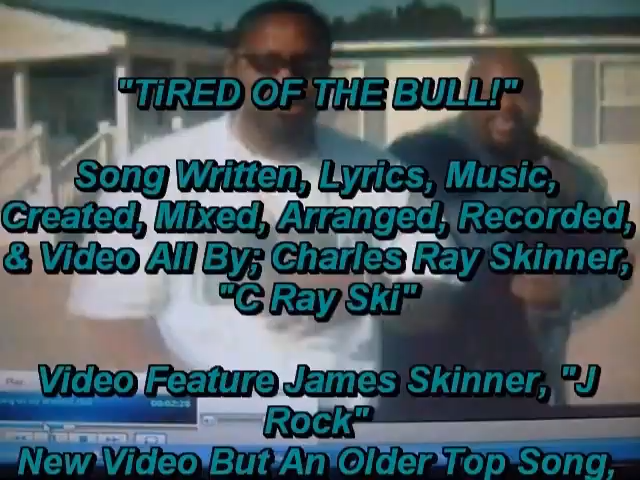 "TiRED OF THE BULL!"
Song Written, Lyrics, Music,
Created, Mixed, Arranged, Recorded,
& Video All By; Charles Ray Skinner,
"C Ray Ski"
Video Feature James Skinner, "J
Rock"
New Video But An Older Top Song,